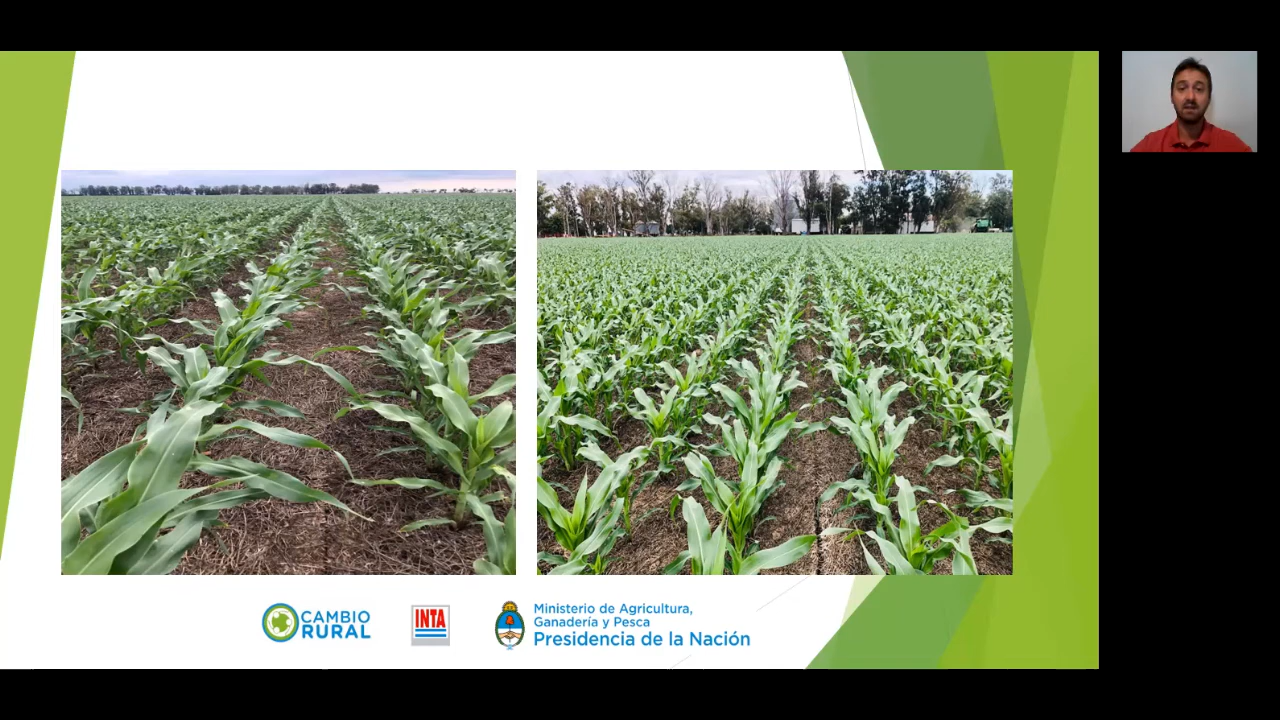 CAMBIO
RURAL
INTA
Ministerio de Agricultura,
Ganadería y Pesca
Presidencia de la Nación